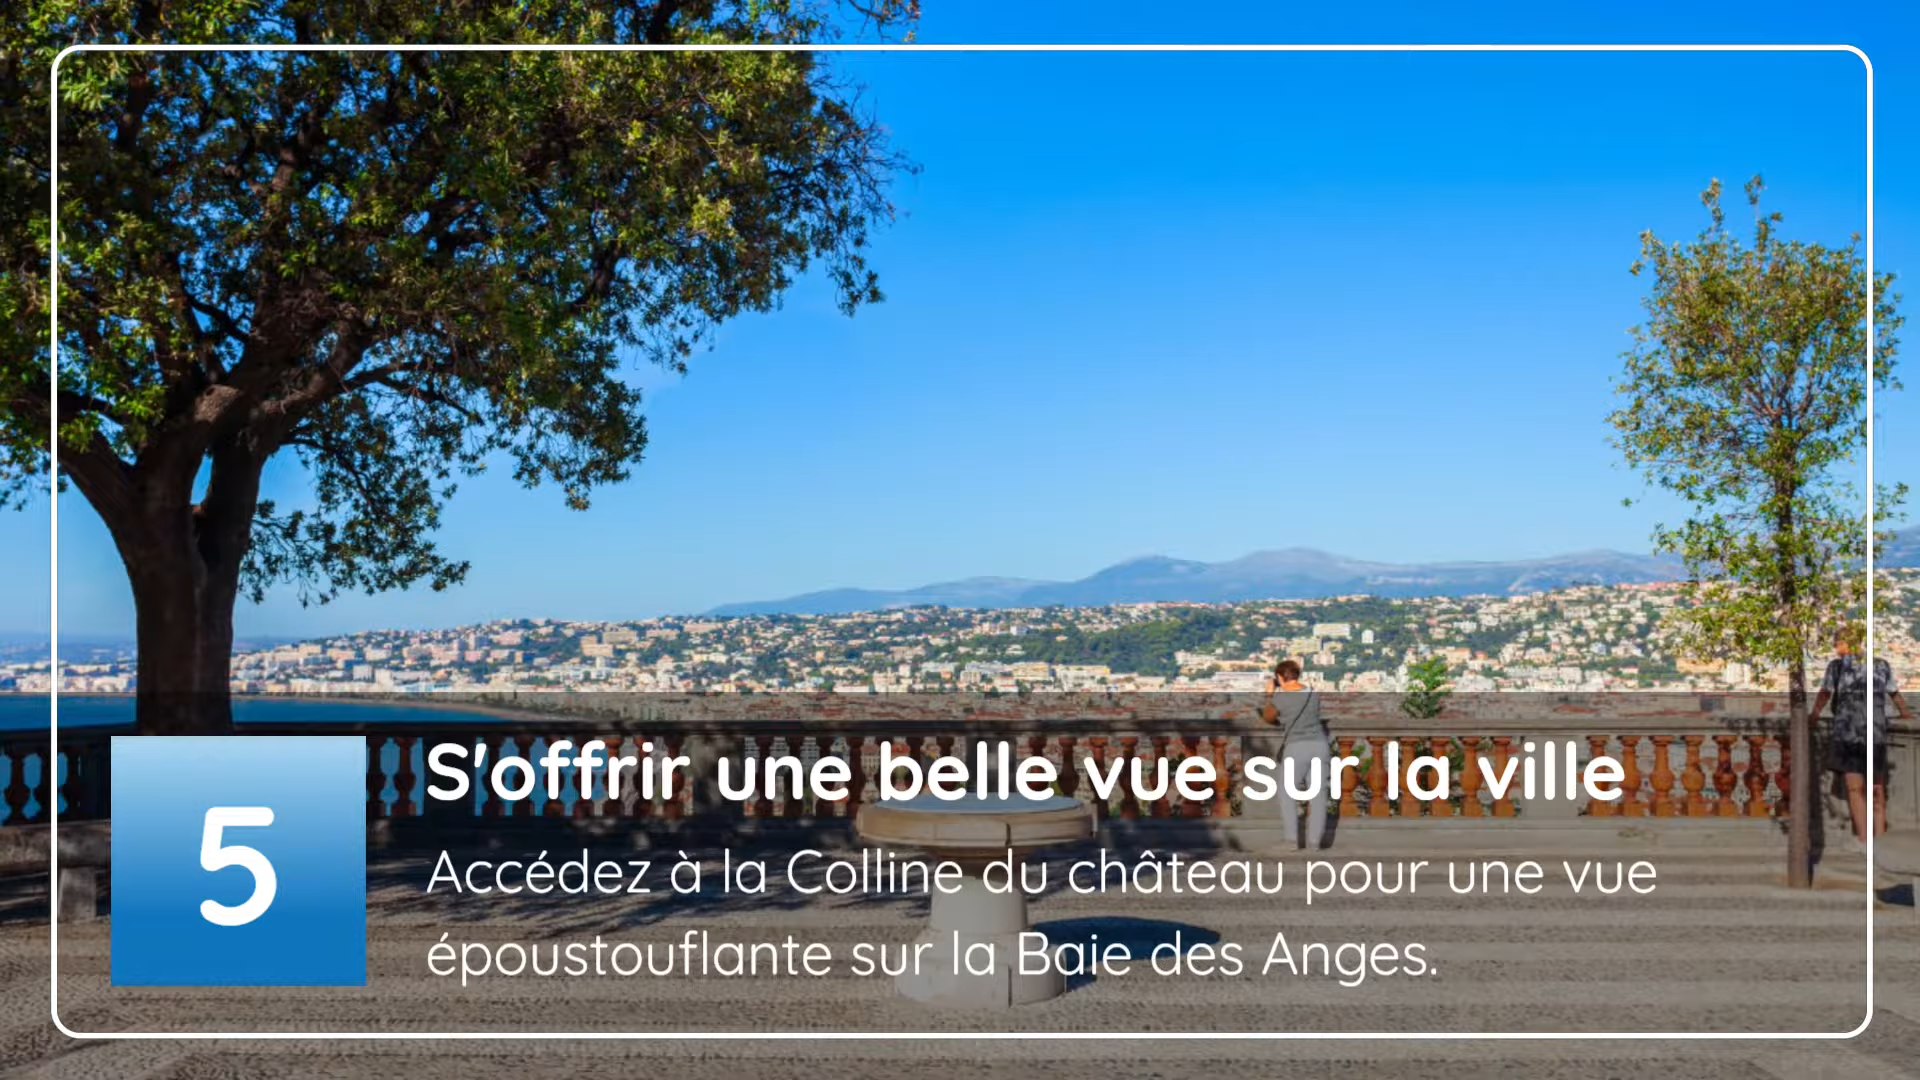 S'offrir une belle vue sur la ville
5
Accédez à la Colline du château pour une vue
époustouflante sur la Baie des Anges.